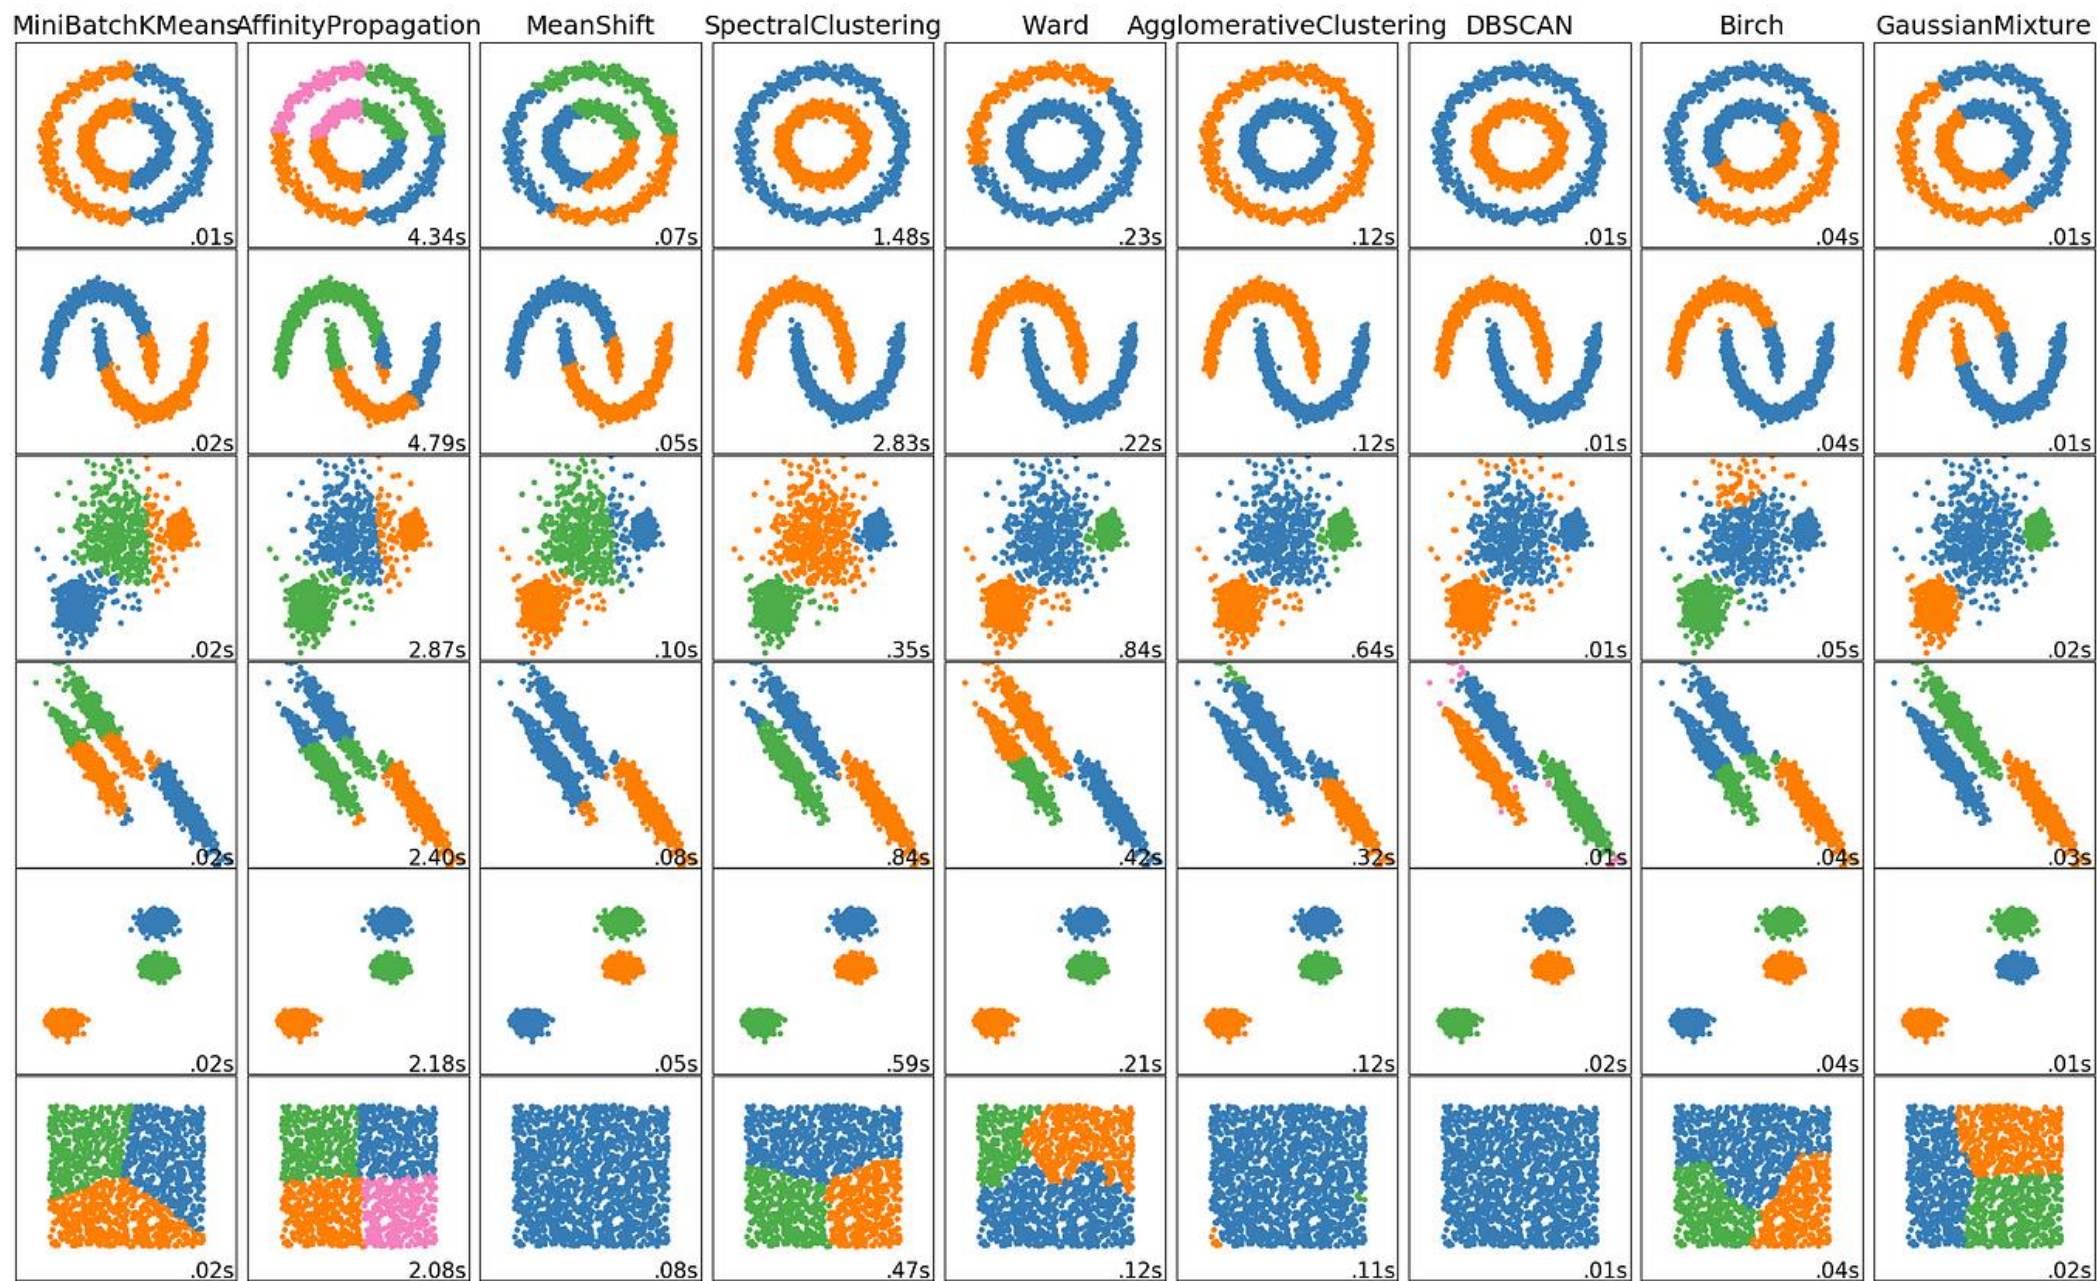 MiniBatchKMeans AffinityPropagation MeanShift SpectralClustering Ward AgglomerativeClustering DBSCAN Birch GaussianMixture
.01s 4.34s .07s 1.48s .23s .12s .01s .04s .01s
.02s 4.79s .05s 2.83s .22s .12s .01s .04s .01s
.02s 2.87s .10s .35s .84s .64s .01s .05s .02s
.02s 2.40s .08s .84s .42s .32s .01s .04s .03s
.02s 2.18s .05s .59s .21s .12s .02s .04s .01s
.02s 2.08s .08s .47s .12s .11s .01s .04s .02s